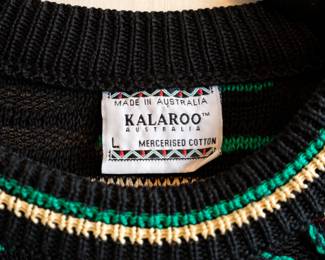 MADE IN AUSTRALIA
KALAROO™
AUSTRALIA
L
MERCERISED COTTON